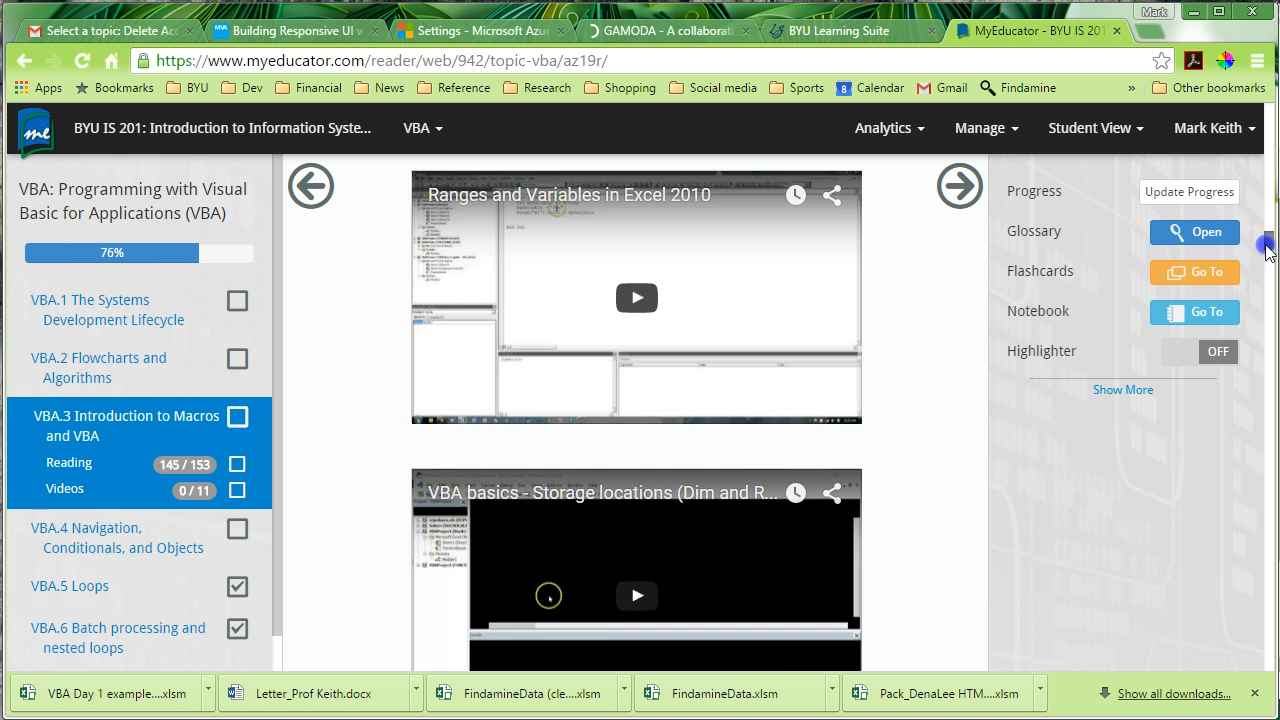 Mark
Select a topic: Delete Acc
Building Responsive UI w
Settings - Microsoft Azur
GAMODA - A collaborati
BYU Learning Suite
MyEducator - BYU IS 201
https://www.myeducator.com/reader/web/942/topicvb6/az19r/
Apps
Bookmarks
BYU
Dev
Financial
News
Reference
Research
Shopping
Social media
Sports
8 Calendar
Gmail
Findamine
»
Other bookmarks
me
BYU IS 201: Introduction to Information Syste...
VBA
Analytics
Manage
Student View
Mark Keith
VBA: Programming with Visual
Basic for Applications (VBA)
76%
VBA.1 The Systems
Development Lifecycle
VBA.2 Flowcharts and
Algorithms
VBA.3 Introduction to Macros
and VBA
Reading 145 / 153
Videos 0 / 11
VBA.4 Navigation,
Conditionals, and Objects
VBA.5 Loops
VBA.6 Batch processing and
nested loops
Ranges and Variables in Excel 2010
VBA basics - Storage locations (Dim and R...
Progress Update Progress
Glossary Open
Flashcards Go To
Notebook Go To
Highlighter OFF
Show More
VBA Day 1 example....xlsm
Letter_Prof Keith.docx
FindamineData (cle....xlsm
FindamineData.xlsm
Pack_DenaLee HTM....xlsm
Show all downloads...